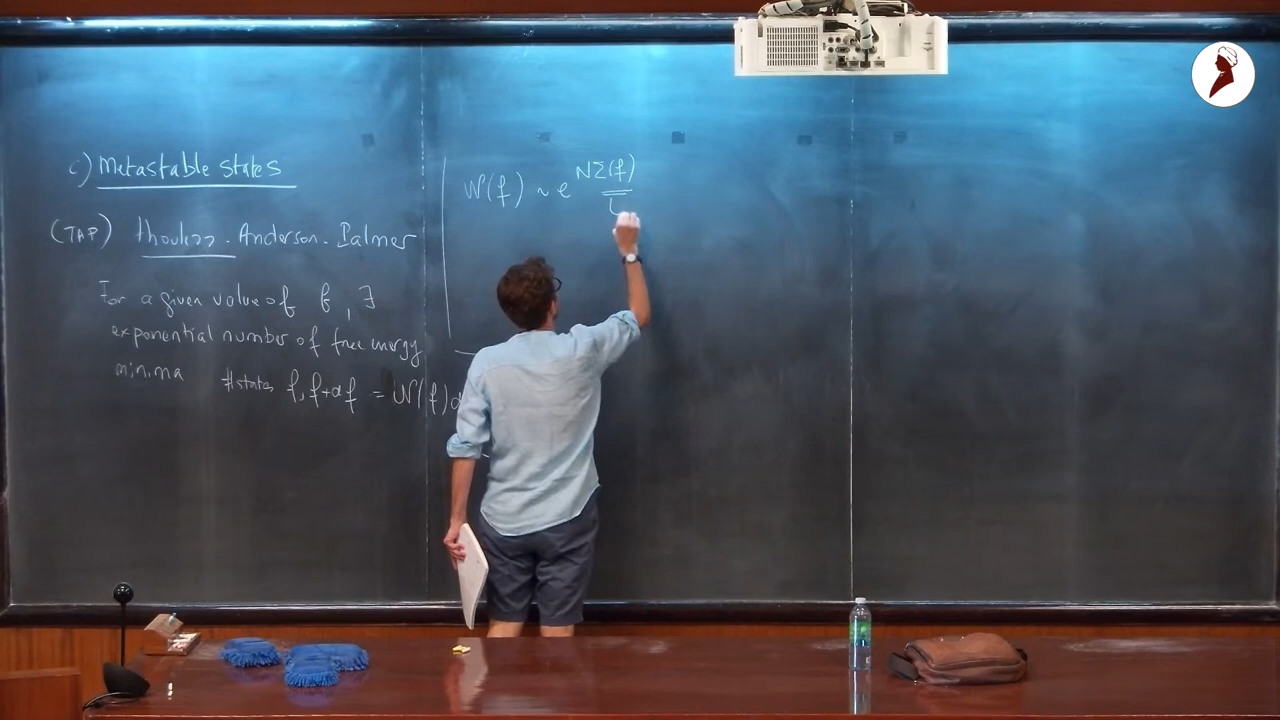 c) Metastable states
(TAP) Thouless. Anderson. Palmer
For a given value of f, ∃
exponential number of free energy
minima #states f, f+df = 𝒩(f)d
𝒩(f) ~ e^{NΣ(f)}